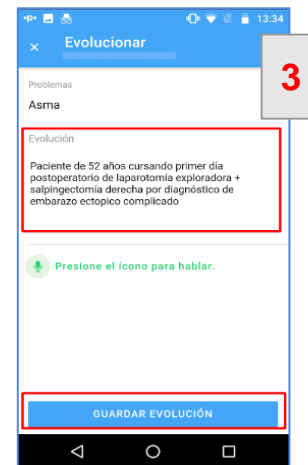 13:34
× Evolucionar
3
Problemas
Asma
Evolución
Paciente de 52 años cursando primer día
postoperatorio de laparotomía exploradora +
salpingectomía derecha por diagnóstico de
embarazo ectopico complicado
Presione el ícono para hablar.
GUARDAR EVOLUCIÓN